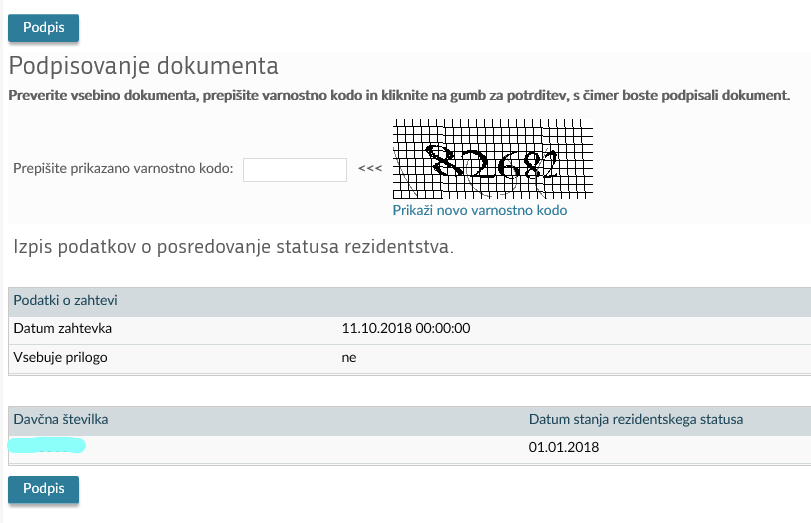 Podpis
Podpisovanje dokumenta
Preverite vsebino dokumenta, prepišite varnostno kodo in kliknite na gumb za potrditev, s čimer boste podpisali dokument.
Prepišite prikazano varnostno kodo: <<<
Prikaži novo varnostno kodo
Izpis podatkov o posredovanje statusa rezidentstva.
Podatki o zahtevi
Datum zahtevka 11.10.2018 00:00:00
Vsebuje prilogo ne
Davčna številka Datum stanja rezidentskega statusa
01.01.2018
Podpis